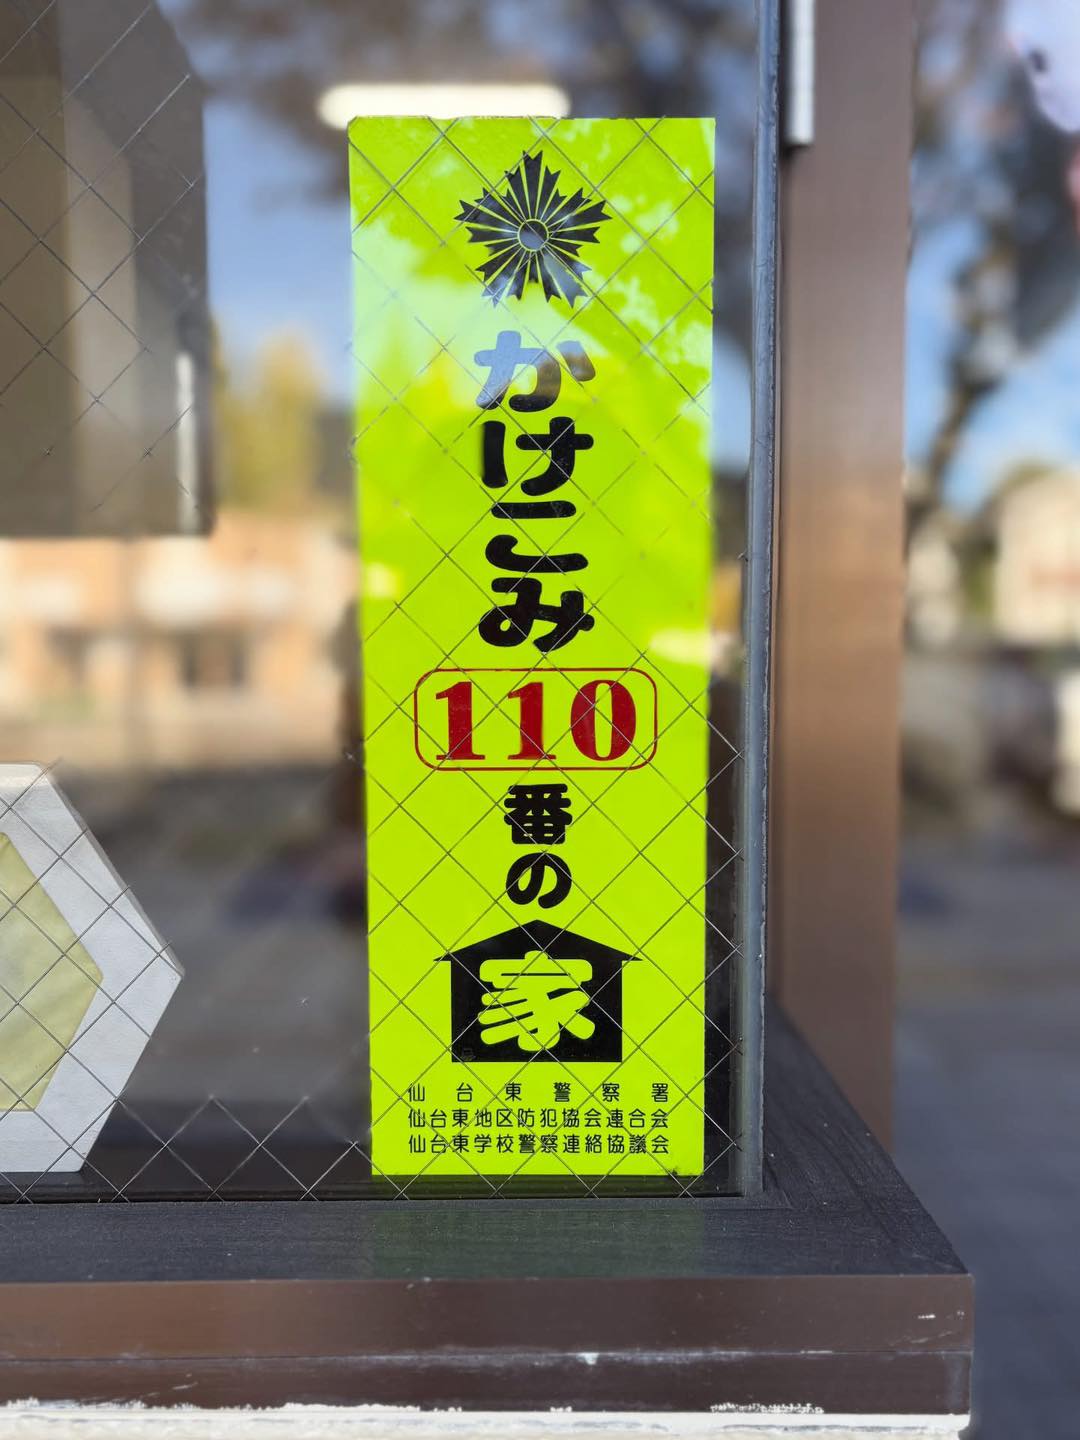 かけこみ
110
番の
家
仙台東警察署
仙台東地区防犯協会連合会
仙台東学校警察連絡協議会